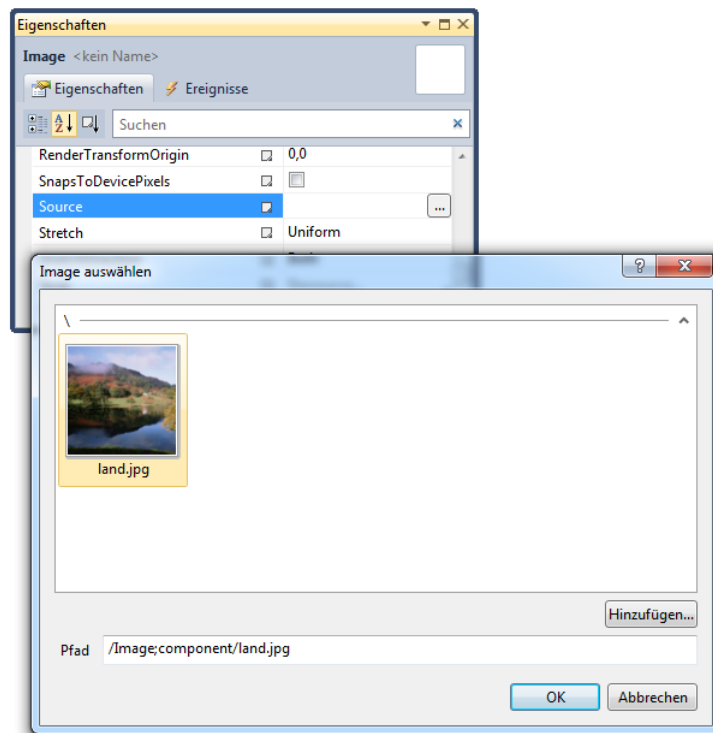 Eigenschaften
Image <kein Name>
Eigenschaften Ereignisse
Suchen
RenderTransformOrigin 0,0
SnapsToDevicePixels
Source ...
Stretch Uniform
Image auswählen
\
land.jpg
Hinzufügen...
Pfad /Image;component/land.jpg
OK Abbrechen